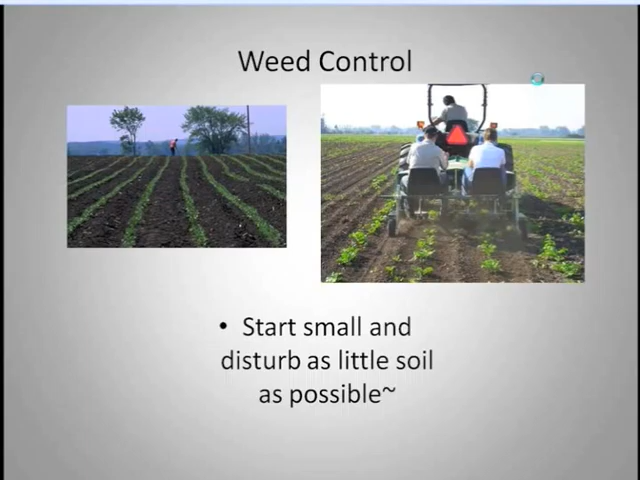 Weed Control
• Start small and
disturb as little soil
as possible~